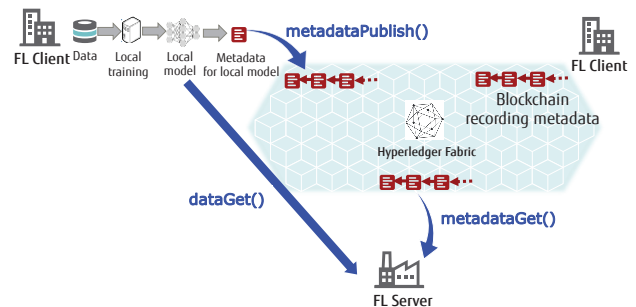 metadataPublish()
FL Client
Data
Local
training
Local
model
Metadata
for local model
FL Client
Blockchain
recording metadata
Hyperledger Fabric
dataGet()
metadataGet()
FL Server